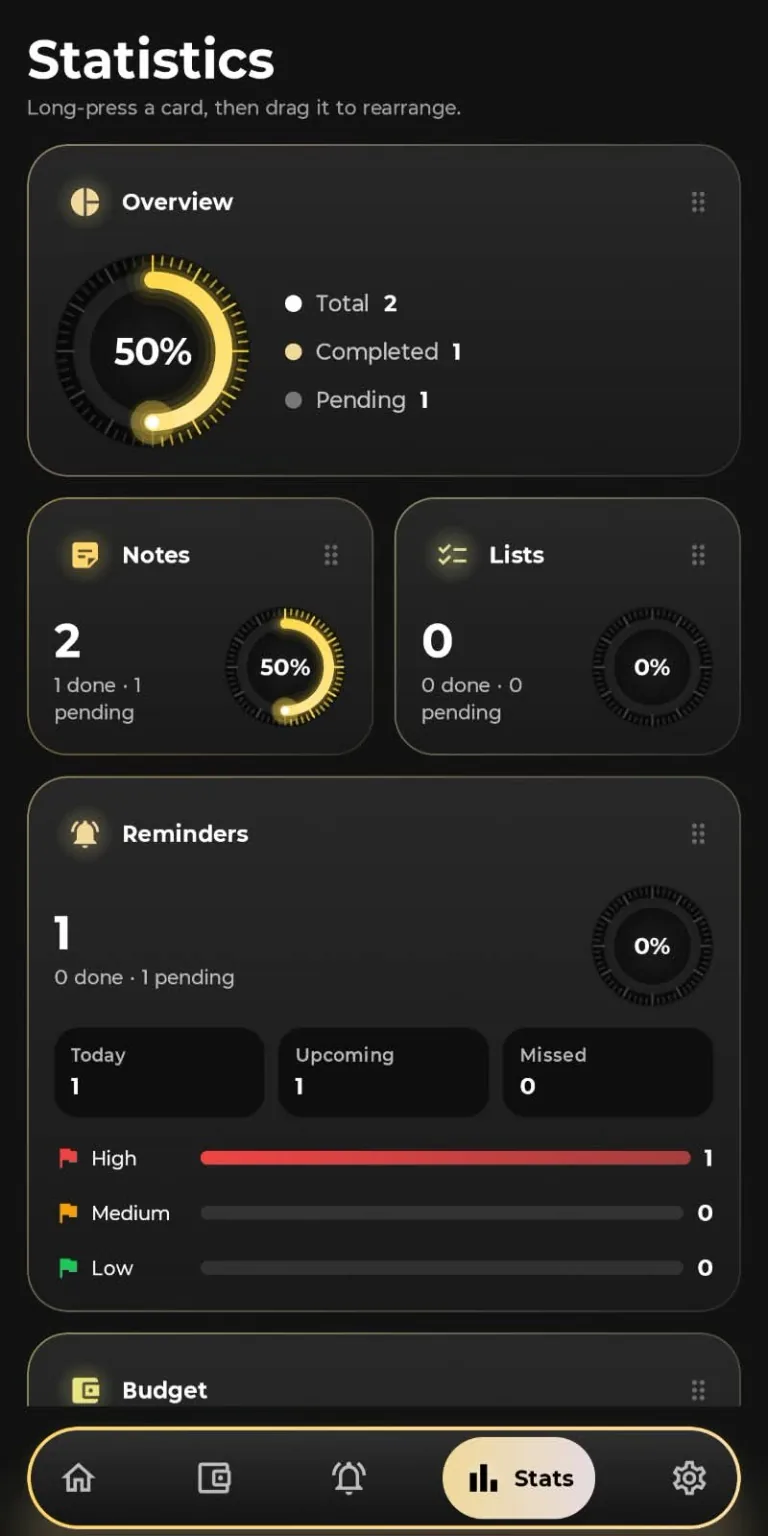 Statistics
Long-press a card, then drag it to rearrange.
Overview
50%
Total 2
Completed 1
Pending 1
Notes
2
1 done · 1
pending
50%
Lists
0
0 done · 0
pending
0%
Reminders
1
0 done · 1 pending
0%
Today
1
Upcoming
1
Missed
0
High 1
Medium 0
Low 0
Budget
Stats